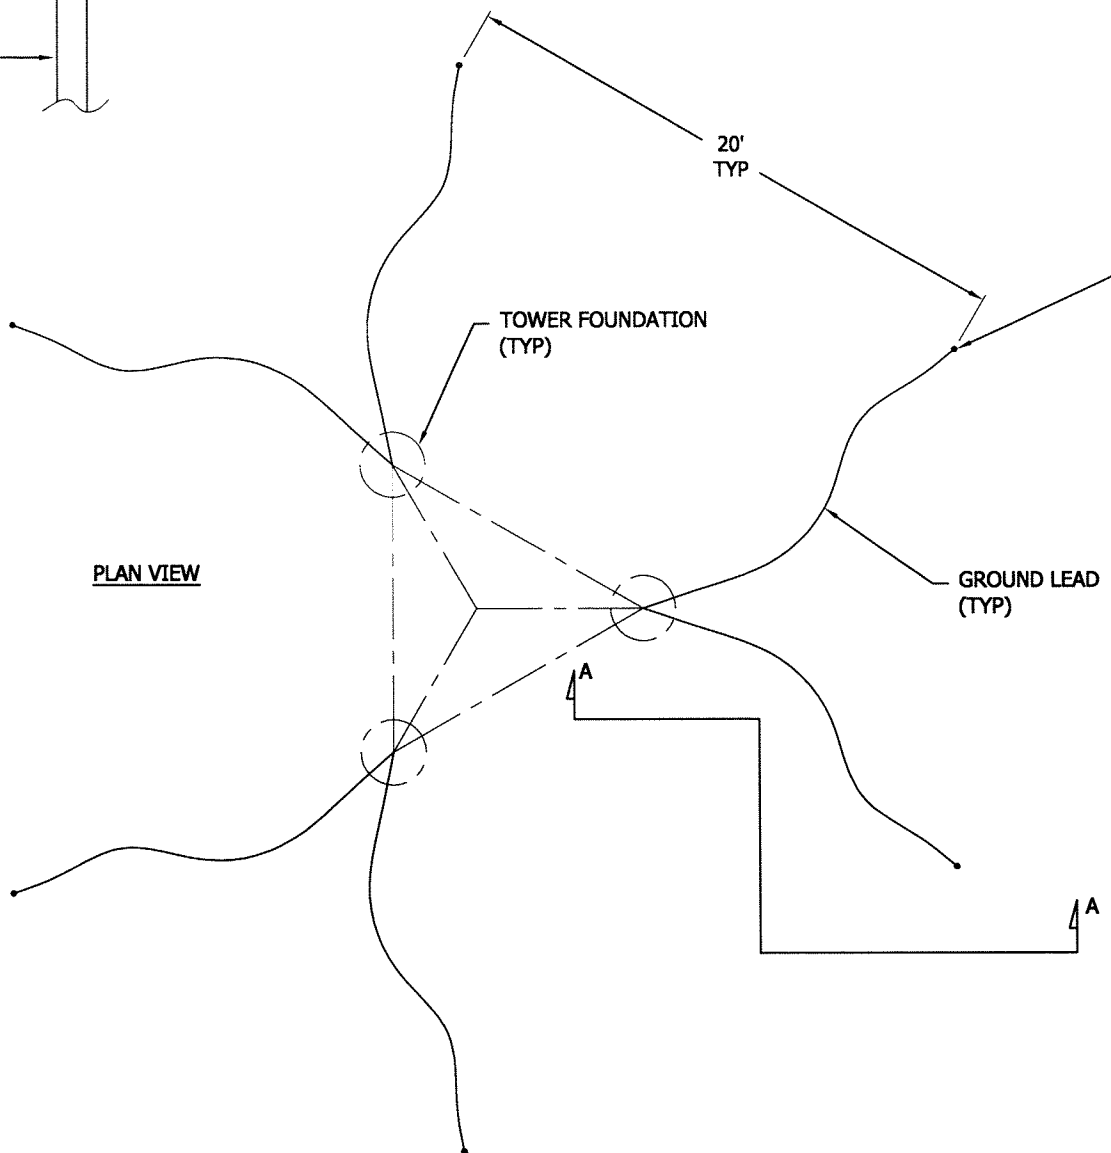 20'
TYP
TOWER FOUNDATION
(TYP)
PLAN VIEW
GROUND LEAD
(TYP)
A
A